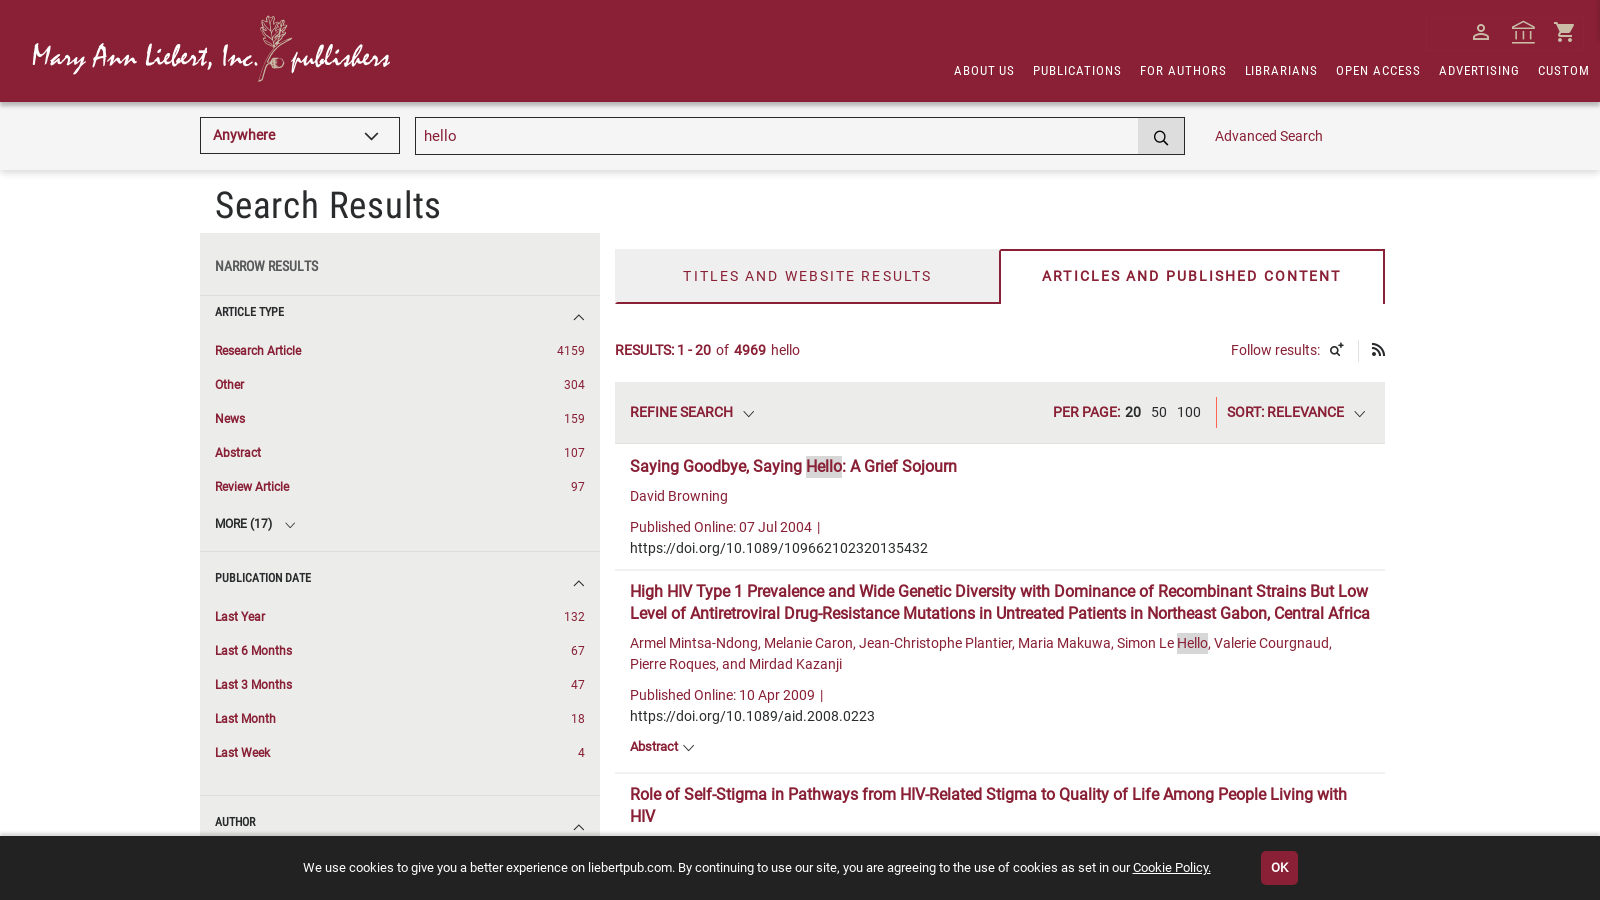 Mary Ann Liebert, Inc. publishers
ABOUT US PUBLICATIONS FOR AUTHORS LIBRARIANS OPEN ACCESS ADVERTISING CUSTOM
Anywhere
hello
Advanced Search
Search Results
NARROW RESULTS
ARTICLE TYPE
Research Article 4159
Other 304
News 159
Abstract 107
Review Article 97
MORE (17)
PUBLICATION DATE
Last Year 132
Last 6 Months 67
Last 3 Months 47
Last Month 18
Last Week 4
AUTHOR
TITLES AND WEBSITE RESULTS
ARTICLES AND PUBLISHED CONTENT
RESULTS: 1 - 20 of 4969 hello
Follow results:
REFINE SEARCH
PER PAGE: 20 50 100
SORT: RELEVANCE
Saying Goodbye, Saying Hello: A Grief Sojourn
David Browning
Published Online: 07 Jul 2004 |
https://doi.org/10.1089/109662102320135432
High HIV Type 1 Prevalence and Wide Genetic Diversity with Dominance of Recombinant Strains But Low
Level of Antiretroviral Drug-Resistance Mutations in Untreated Patients in Northeast Gabon, Central Africa
Armel Mintsa-Ndong, Melanie Caron, Jean-Christophe Plantier, Maria Makuwa, Simon Le Hello, Valerie Courgnaud,
Pierre Roques, and Mirdad Kazanji
Published Online: 10 Apr 2009 |
https://doi.org/10.1089/aid.2008.0223
Abstract
Role of Self-Stigma in Pathways from HIV-Related Stigma to Quality of Life Among People Living with
HIV
We use cookies to give you a better experience on liebertpub.com. By continuing to use our site, you are agreeing to the use of cookies as set in our Cookie Policy.
OK